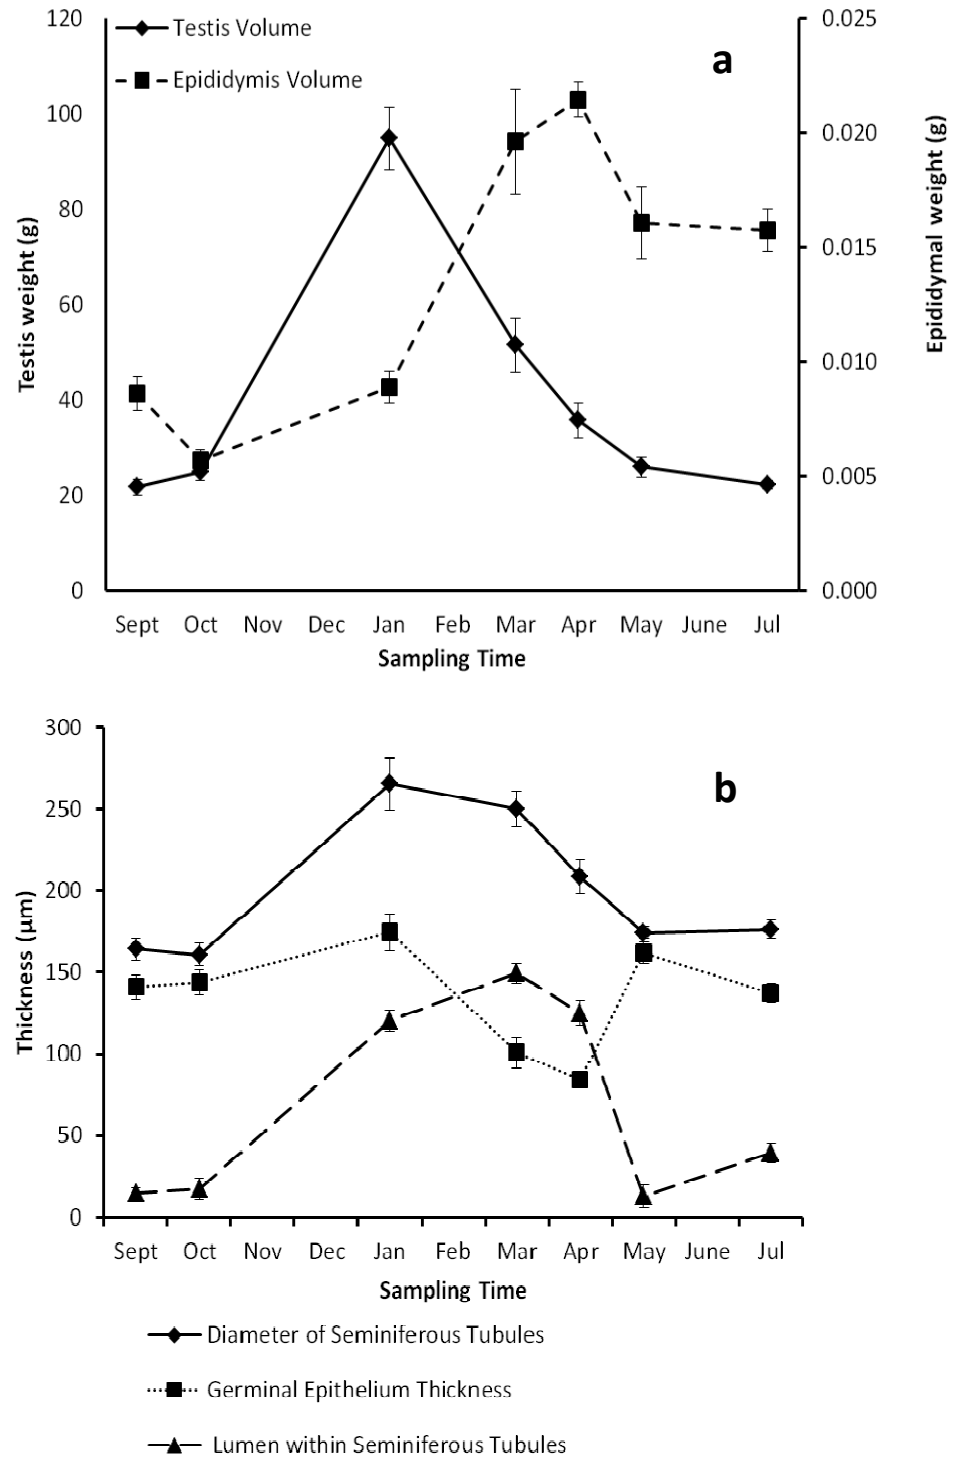 120
100
80
60
40
20
0
Testis weight (g)
Testis Volume
Epididymis Volume
a
0.025
0.020
0.015
0.010
0.005
0.000
Epididymal weight (g)
Sept Oct Nov Dec Jan Feb Mar Apr May June Jul
Sampling Time
300
250
200
150
100
50
0
Thickness (µm)
b
Sept Oct Nov Dec Jan Feb Mar Apr May June Jul
Sampling Time
Diameter of Seminiferous Tubules
Germinal Epithelium Thickness
Lumen within Seminiferous Tubules